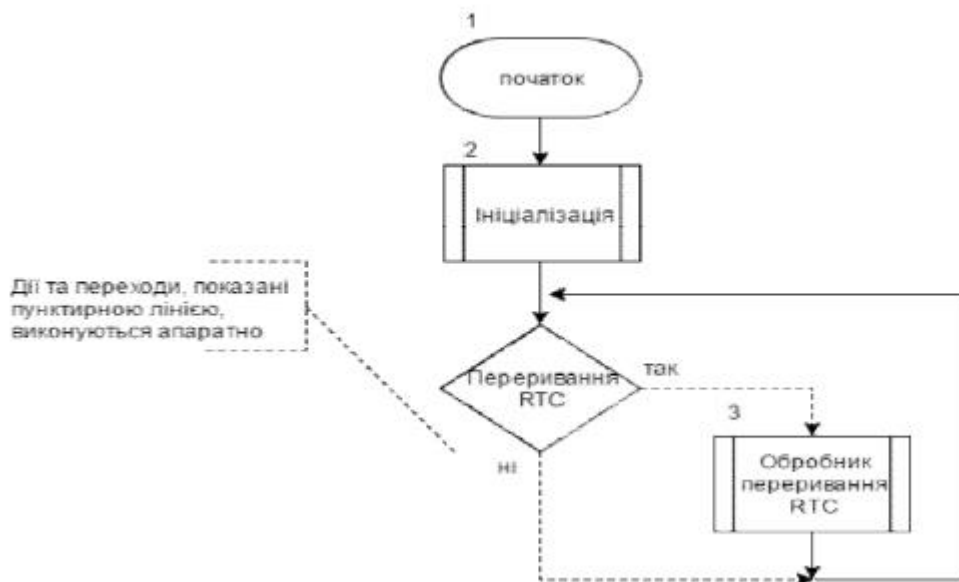 1
початок
2
Ініціалізація
Дії та переходи, показані
пунктирною лінією,
виконуються апаратно
Переривання
RTC
так
ні
3
Обробник
переривання
RTC